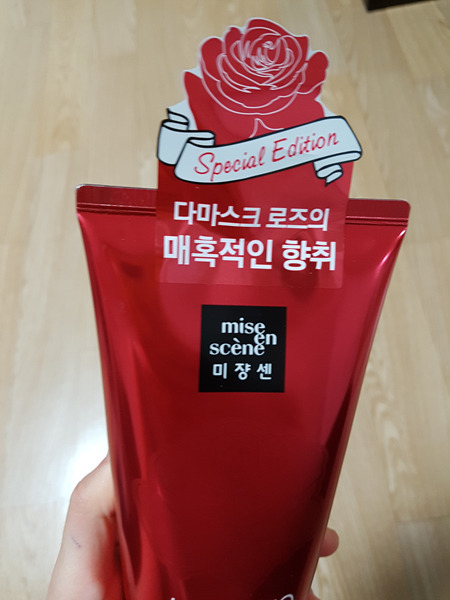 Special Edition
다마스크 로즈의
매혹적인 향취
mise
en
scène
미쟝센